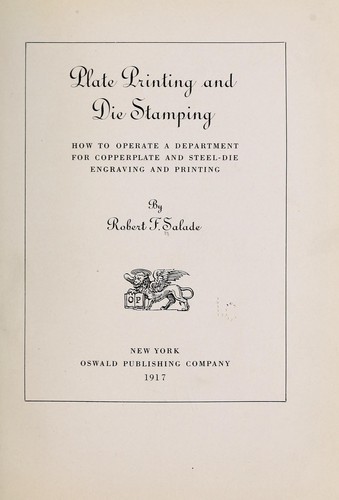 Plate Printing and
Die Stamping
HOW TO OPERATE A DEPARTMENT
FOR COPPERPLATE AND STEEL-DIE
ENGRAVING AND PRINTING
By
Robert F. Salade
O P
NEW YORK
OSWALD PUBLISHING COMPANY
1917